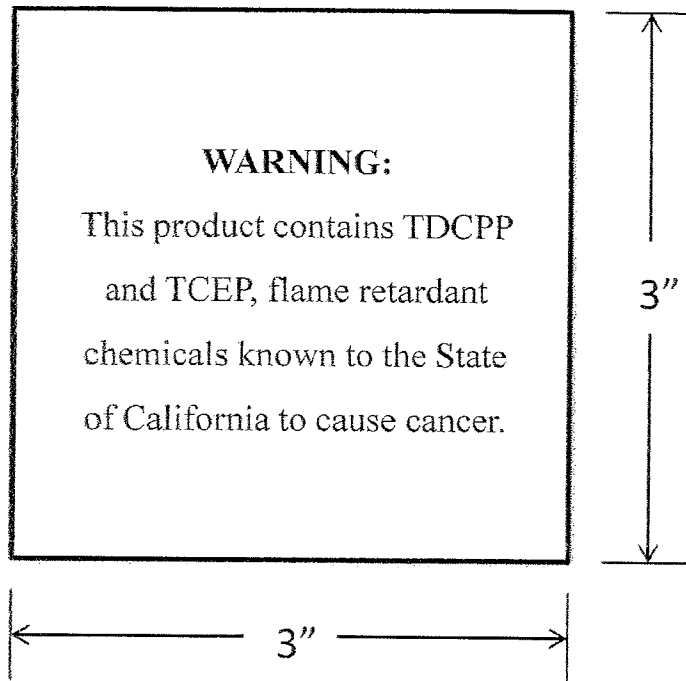 WARNING:
This product contains TDCPP
and TCEP, flame retardant
chemicals known to the State
of California to cause cancer.
3"
3"